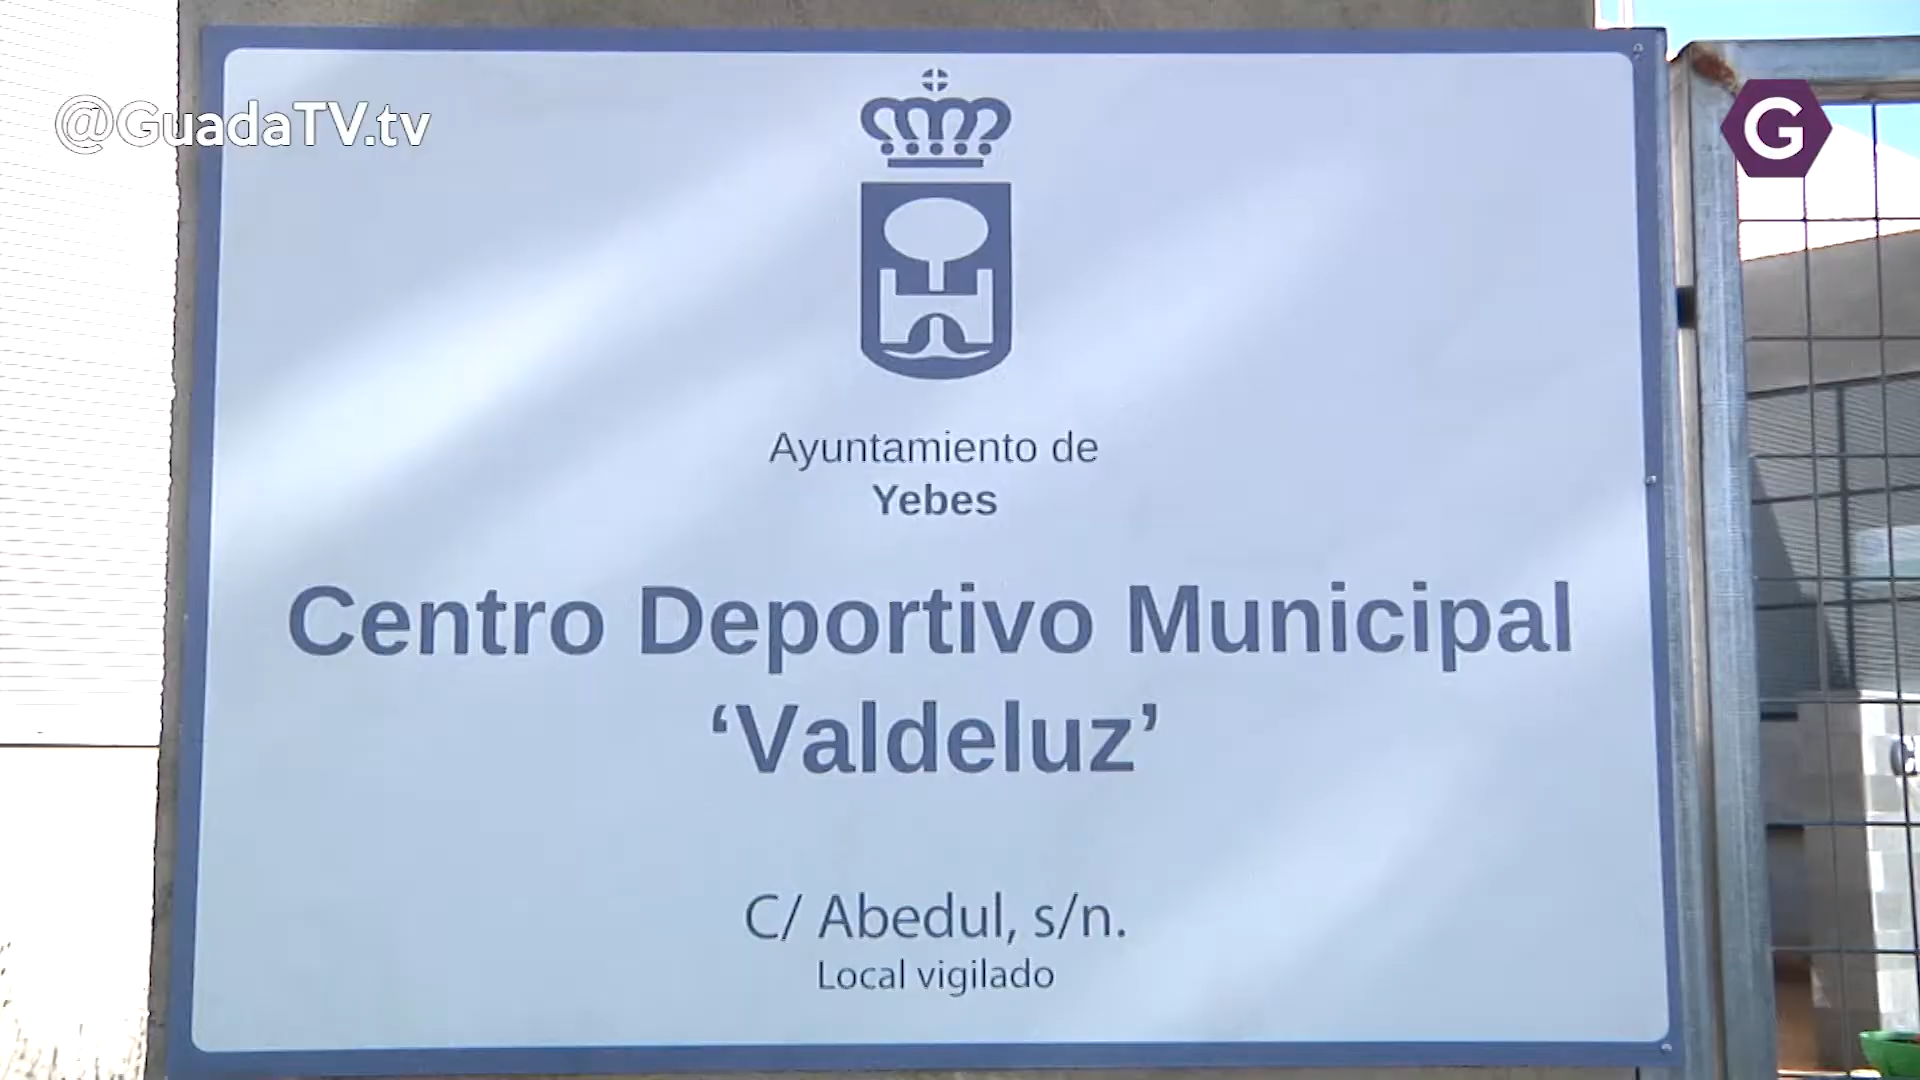 @GuadaTV.tv
G
Ayuntamiento de
Yebes
Centro Deportivo Municipal
‘Valdeluz’
C/ Abedul, s/n.
Local vigilado